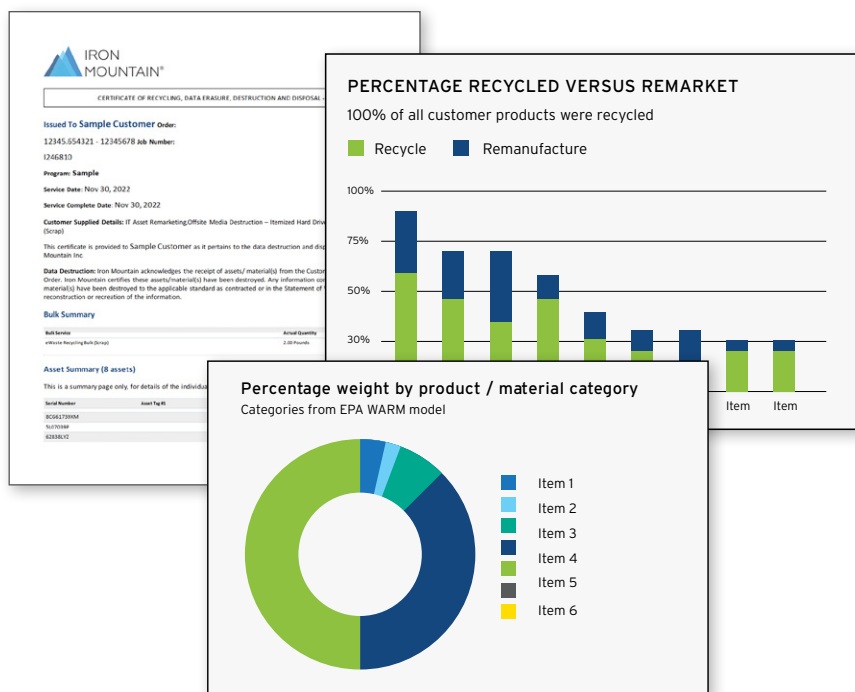 IRON
MOUNTAIN®
CERTIFICATE OF RECYCLING, DATA ERASURE, DESTRUCTION AND DISPOSAL -
Issued To Sample Customer Order:
12345.654321 - 12345678 Job Number:
I246810
Program: Sample
Service Date: Nov 30, 2022
Service Complete Date: Nov 30, 2022
Customer Supplied Details: IT Asset Remarketing,Offsite Media Destruction – Itemized Hard Driv
(Scrap)
This certificate is provided to Sample Customer as it pertains to the data destruction and disp
Mountain Inc.
Data Destruction: Iron Mountain acknowledges the receipt of assets/ material(s) from the Custom
Order. Iron Mountain certifies these assets/material(s) have been destroyed. Any information con
material(s) have been destroyed to the applicable standard as contracted or in the Statement of
reconstruction or recreation of the information.
Bulk Summary
Bulk Service Actual Quantity
eWaste Recycling Bulk (Scrap) 2.00 Pounds
Asset Summary (8 assets)
This is a summary page only, for details of the individua
Serial Number Asset Tag #1
PERCENTAGE RECYCLED VERSUS REMARKET
100% of all customer products were recycled
Recycle Remanufacture
100%
75%
50%
30%
Item Item
Percentage weight by product / material category
Categories from EPA WARM model
Item 1
Item 2
Item 3
Item 4
Item 5
Item 6